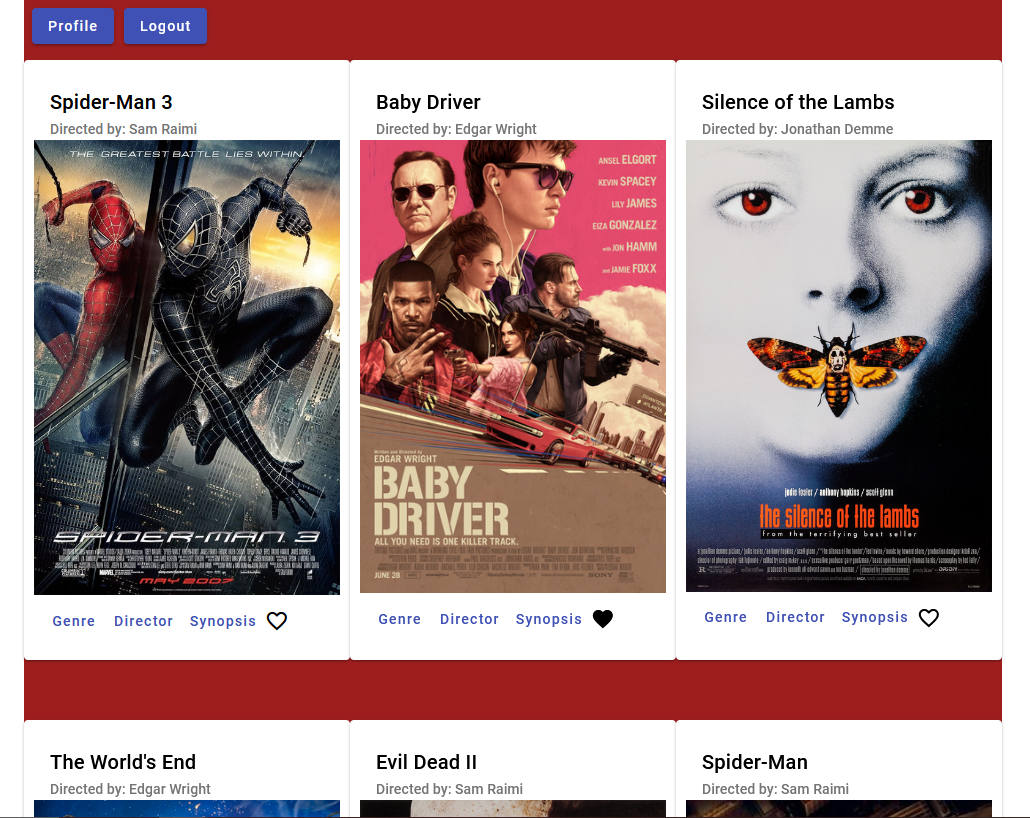 Profile Logout
Spider-Man 3
Directed by: Sam Raimi
THE GREATEST BATTLE LIES WITHIN.
SPIDER-MAN 3
MAY 2007
Genre Director Synopsis
Baby Driver
Directed by: Edgar Wright
ANSEL ELGORT
KEVIN SPACEY
LILY JAMES
EIZA GONZALEZ
with JON HAMM
and JAMIE FOXX
Written and Directed by
EDGAR WRIGHT
BABY
DRIVER
ALL YOU NEED IS ONE KILLER TRACK.
JUNE 28
SONY
Genre Director Synopsis
Silence of the Lambs
Directed by: Jonathan Demme
jodie foster / anthony hopkins / scott glenn
the silence of the lambs
from the terrifying best seller
Genre Director Synopsis
The World's End
Directed by: Edgar Wright
Evil Dead II
Directed by: Sam Raimi
Spider-Man
Directed by: Sam Raimi